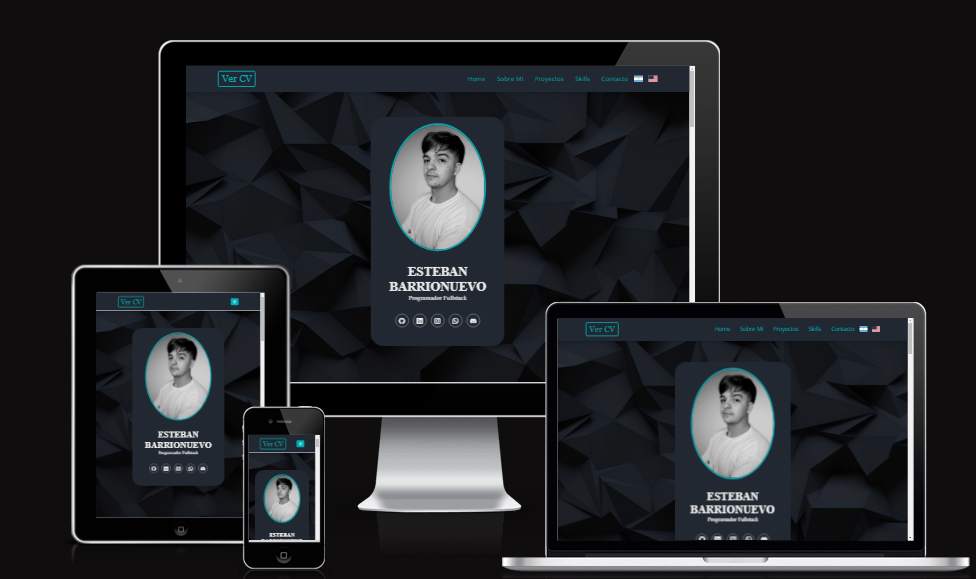 Ver CV
Home Sobre Mi Proyectos Skills Contacto
ESTEBAN
BARRIONUEVO
Programador Fullstack
Ver CV
ESTEBAN
BARRIONUEVO
Programador Fullstack
Ver CV
ESTEBAN
BARRIONUEVO
Ver CV
Home Sobre Mi Proyectos Skills Contacto
ESTEBAN
BARRIONUEVO
Programador Fullstack